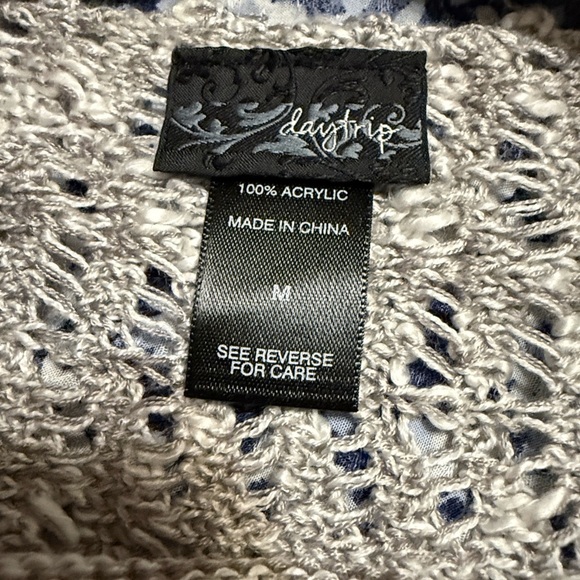 daytrip
100% ACRYLIC
MADE IN CHINA
M
SEE REVERSE
FOR CARE